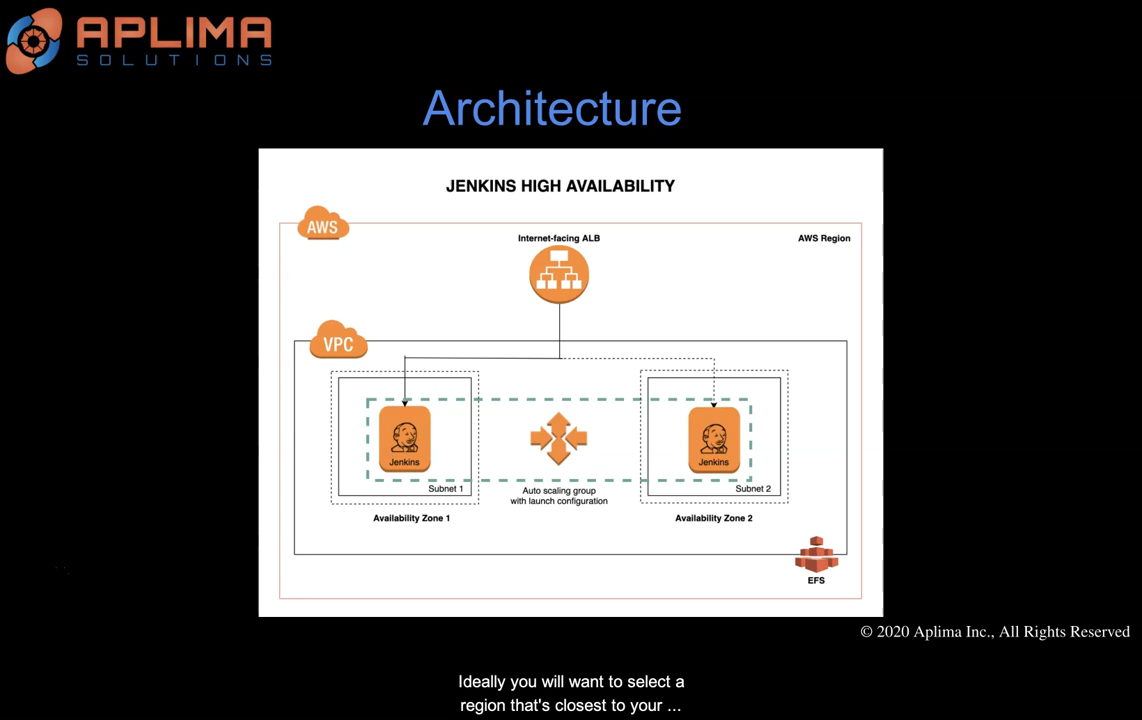 APLIMA
SOLUTIONS
Architecture
JENKINS HIGH AVAILABILITY
AWS
Internet-facing ALB
AWS Region
VPC
Jenkins
Jenkins
Subnet 1
Auto scaling group
with launch configuration
Subnet 2
Availability Zone 1
Availability Zone 2
EFS
© 2020 Aplima Inc., All Rights Reserved
Ideally you will want to select a
region that's closest to your ...